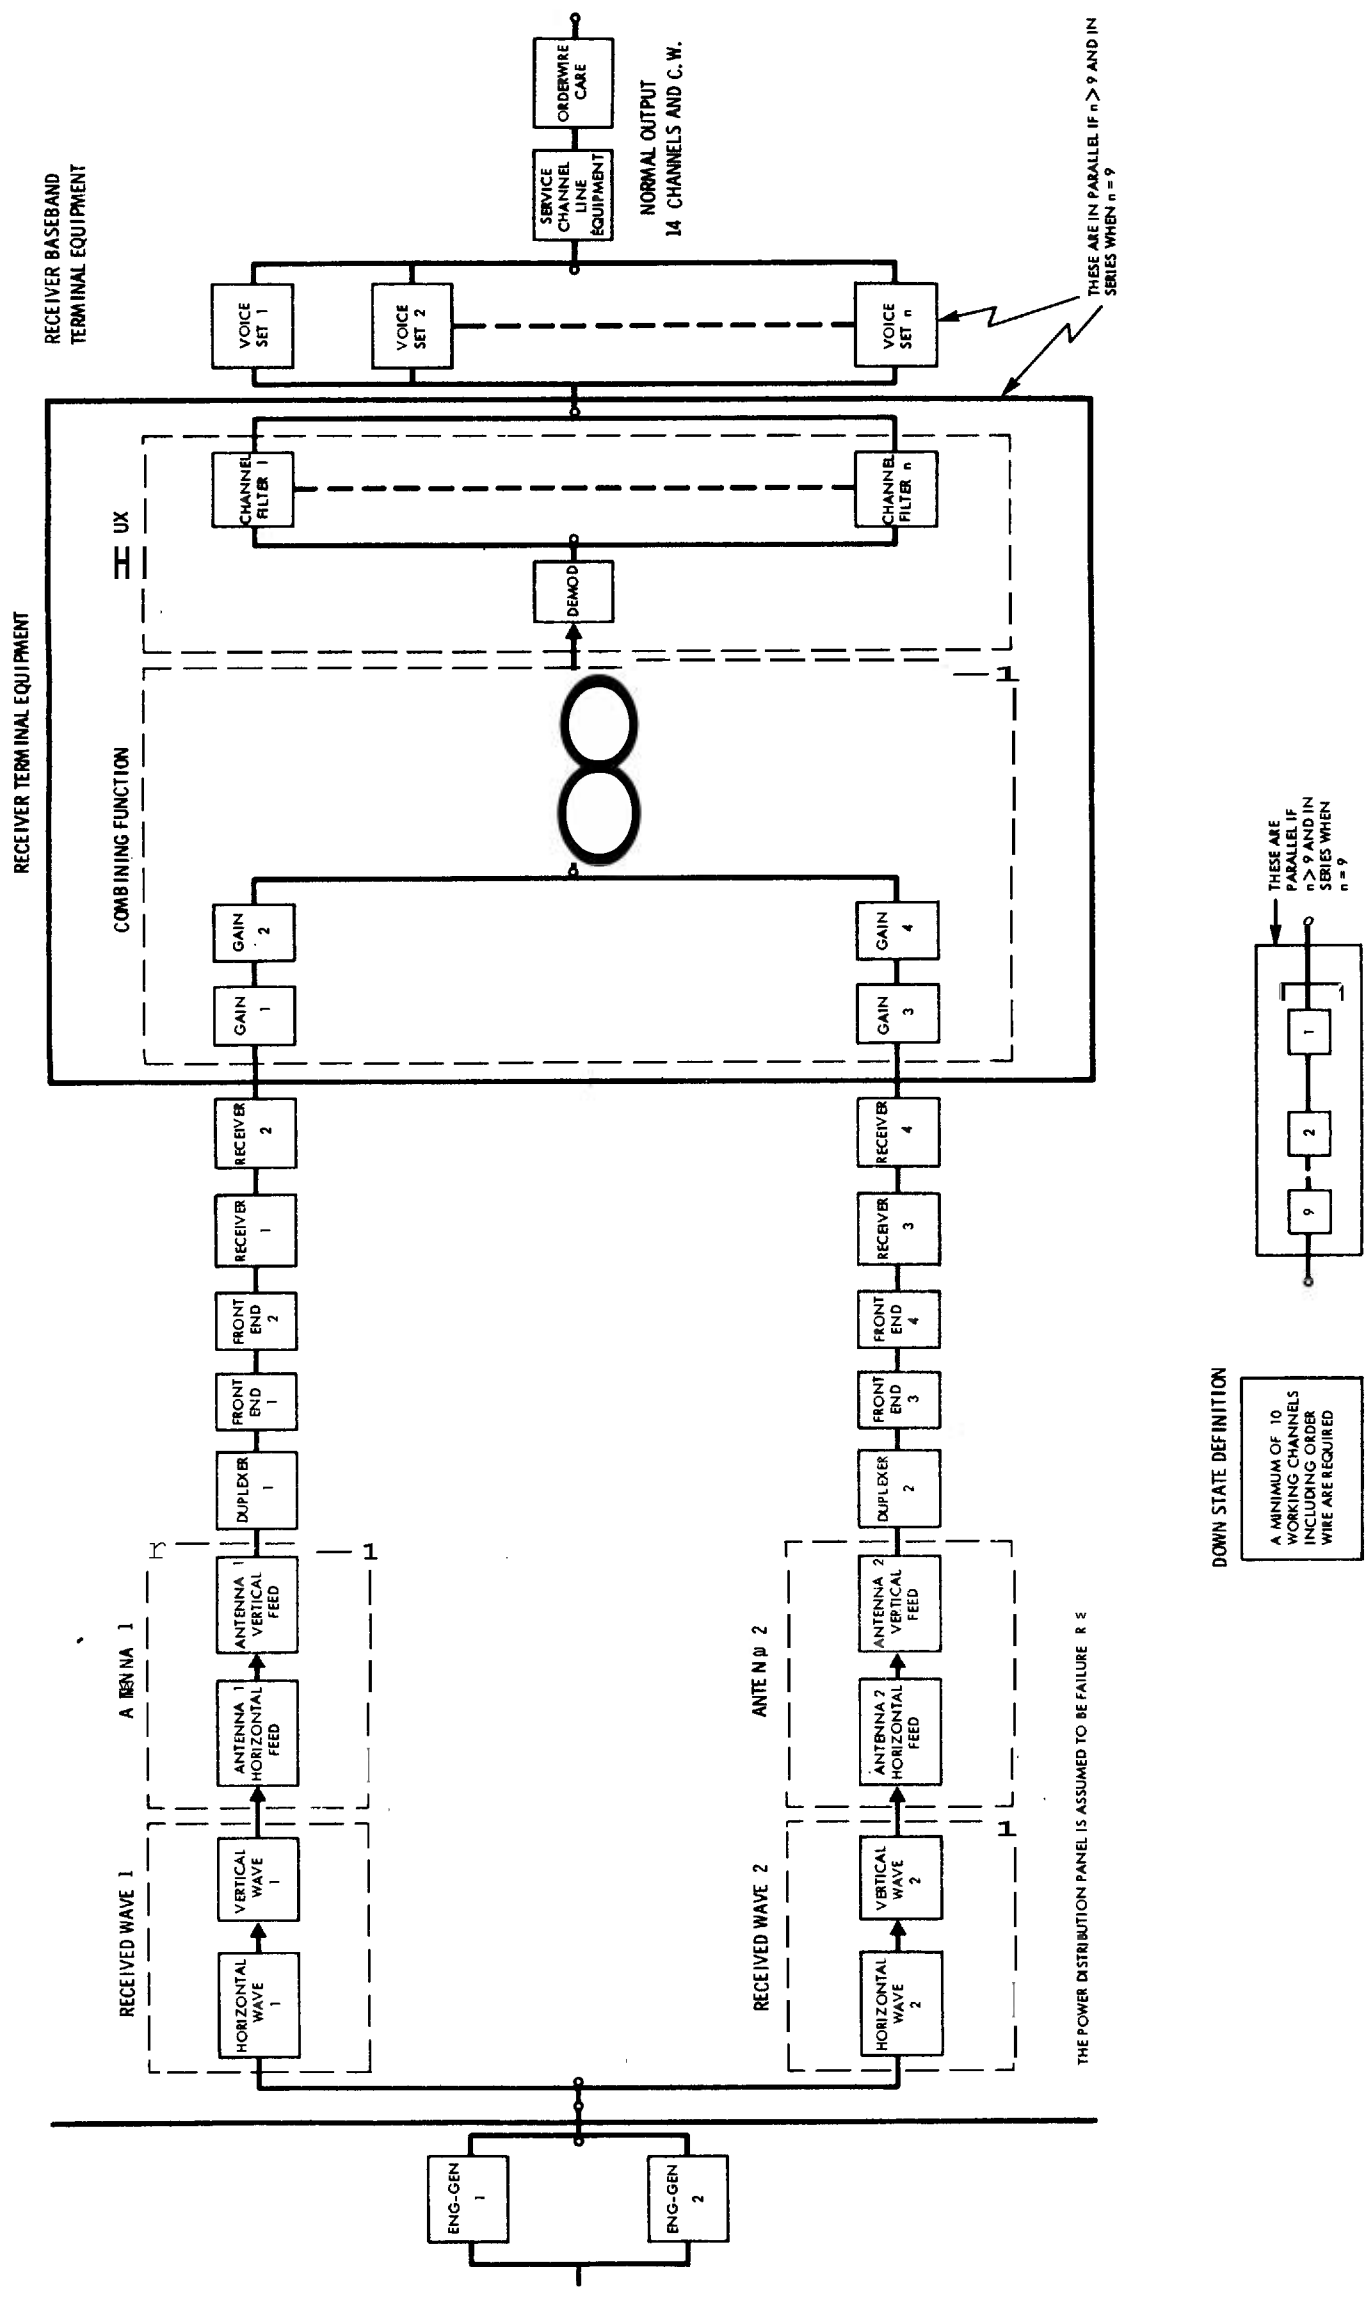 RECEIVER TERMINAL EQUIPMENT
RECEIVER BASEBAND
TERMINAL EQUIPMENT
RECEIVED WAVE 1
COMBINING FUNCTION
UX
ENG-GEN
1
ENG-GEN
2
HORIZONTAL
WAVE
1
VERTICAL
WAVE
1
ANTENNA 1
HORIZONTAL
FEED
ANTENNA 1
VERTICAL
FEED
DUPLEXER
1
FRONT
END
1
FRONT
END
2
RECEIVER
1
RECEIVER
2
GAIN
1
GAIN
2
DEMOD
CHANNEL
FILTER 1
CHANNEL
FILTER n
VOICE
SET 1
VOICE
SET 2
VOICE
SET n
SERVICE
CHANNEL
LINE
EQUIPMENT
ORDERWIRE
CARE
NORMAL OUTPUT
14 CHANNELS AND C.W.
RECEIVED WAVE 2
2
HORIZONTAL
WAVE
2
VERTICAL
WAVE
2
ANTENNA 2
HORIZONTAL
FEED
ANTENNA 2
VERTICAL
FEED
DUPLEXER
2
FRONT
END
3
FRONT
END
4
RECEIVER
3
RECEIVER
4
GAIN
3
GAIN
4
THESE ARE IN PARALLEL IF n > 9 AND IN
SERIES WHEN n = 9
THE POWER DISTRIBUTION PANEL IS ASSUMED TO BE FAILURE R
DOWN STATE DEFINITION
A MINIMUM OF 10
WORKING CHANNELS
INCLUDING ORDER
WIRE ARE REQUIRED
9
2
1
THESE ARE
PARALLEL IF
n > 9 AND IN
SERIES WHEN
n = 9